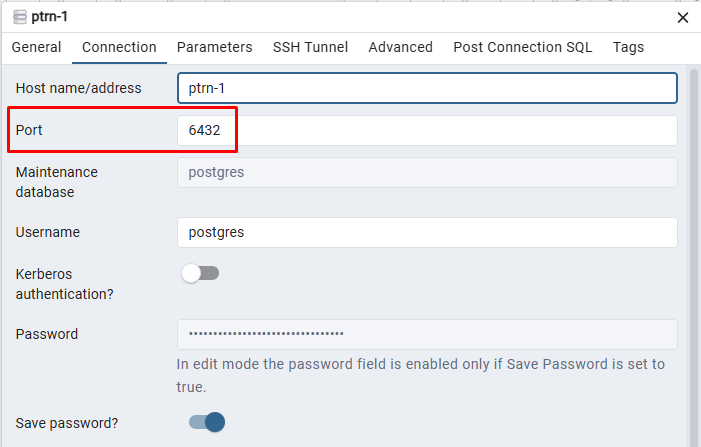 ptrn-1
General Connection Parameters SSH Tunnel Advanced Post Connection SQL Tags
Host name/address ptrn-1
Port 6432
Maintenance postgres
database
Username postgres
Kerberos
authentication?
Password ••••••••••••••••••••••••••••••••
In edit mode the password field is enabled only if Save Password is set to
true.
Save password?